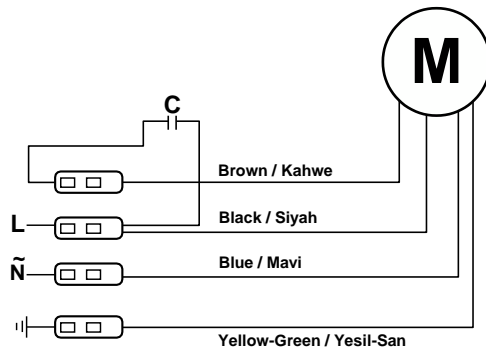 M
C
Brown / Kahwe
L
Black / Siyah
Ñ
Blue / Mavi
Yellow-Green / Yesil-San